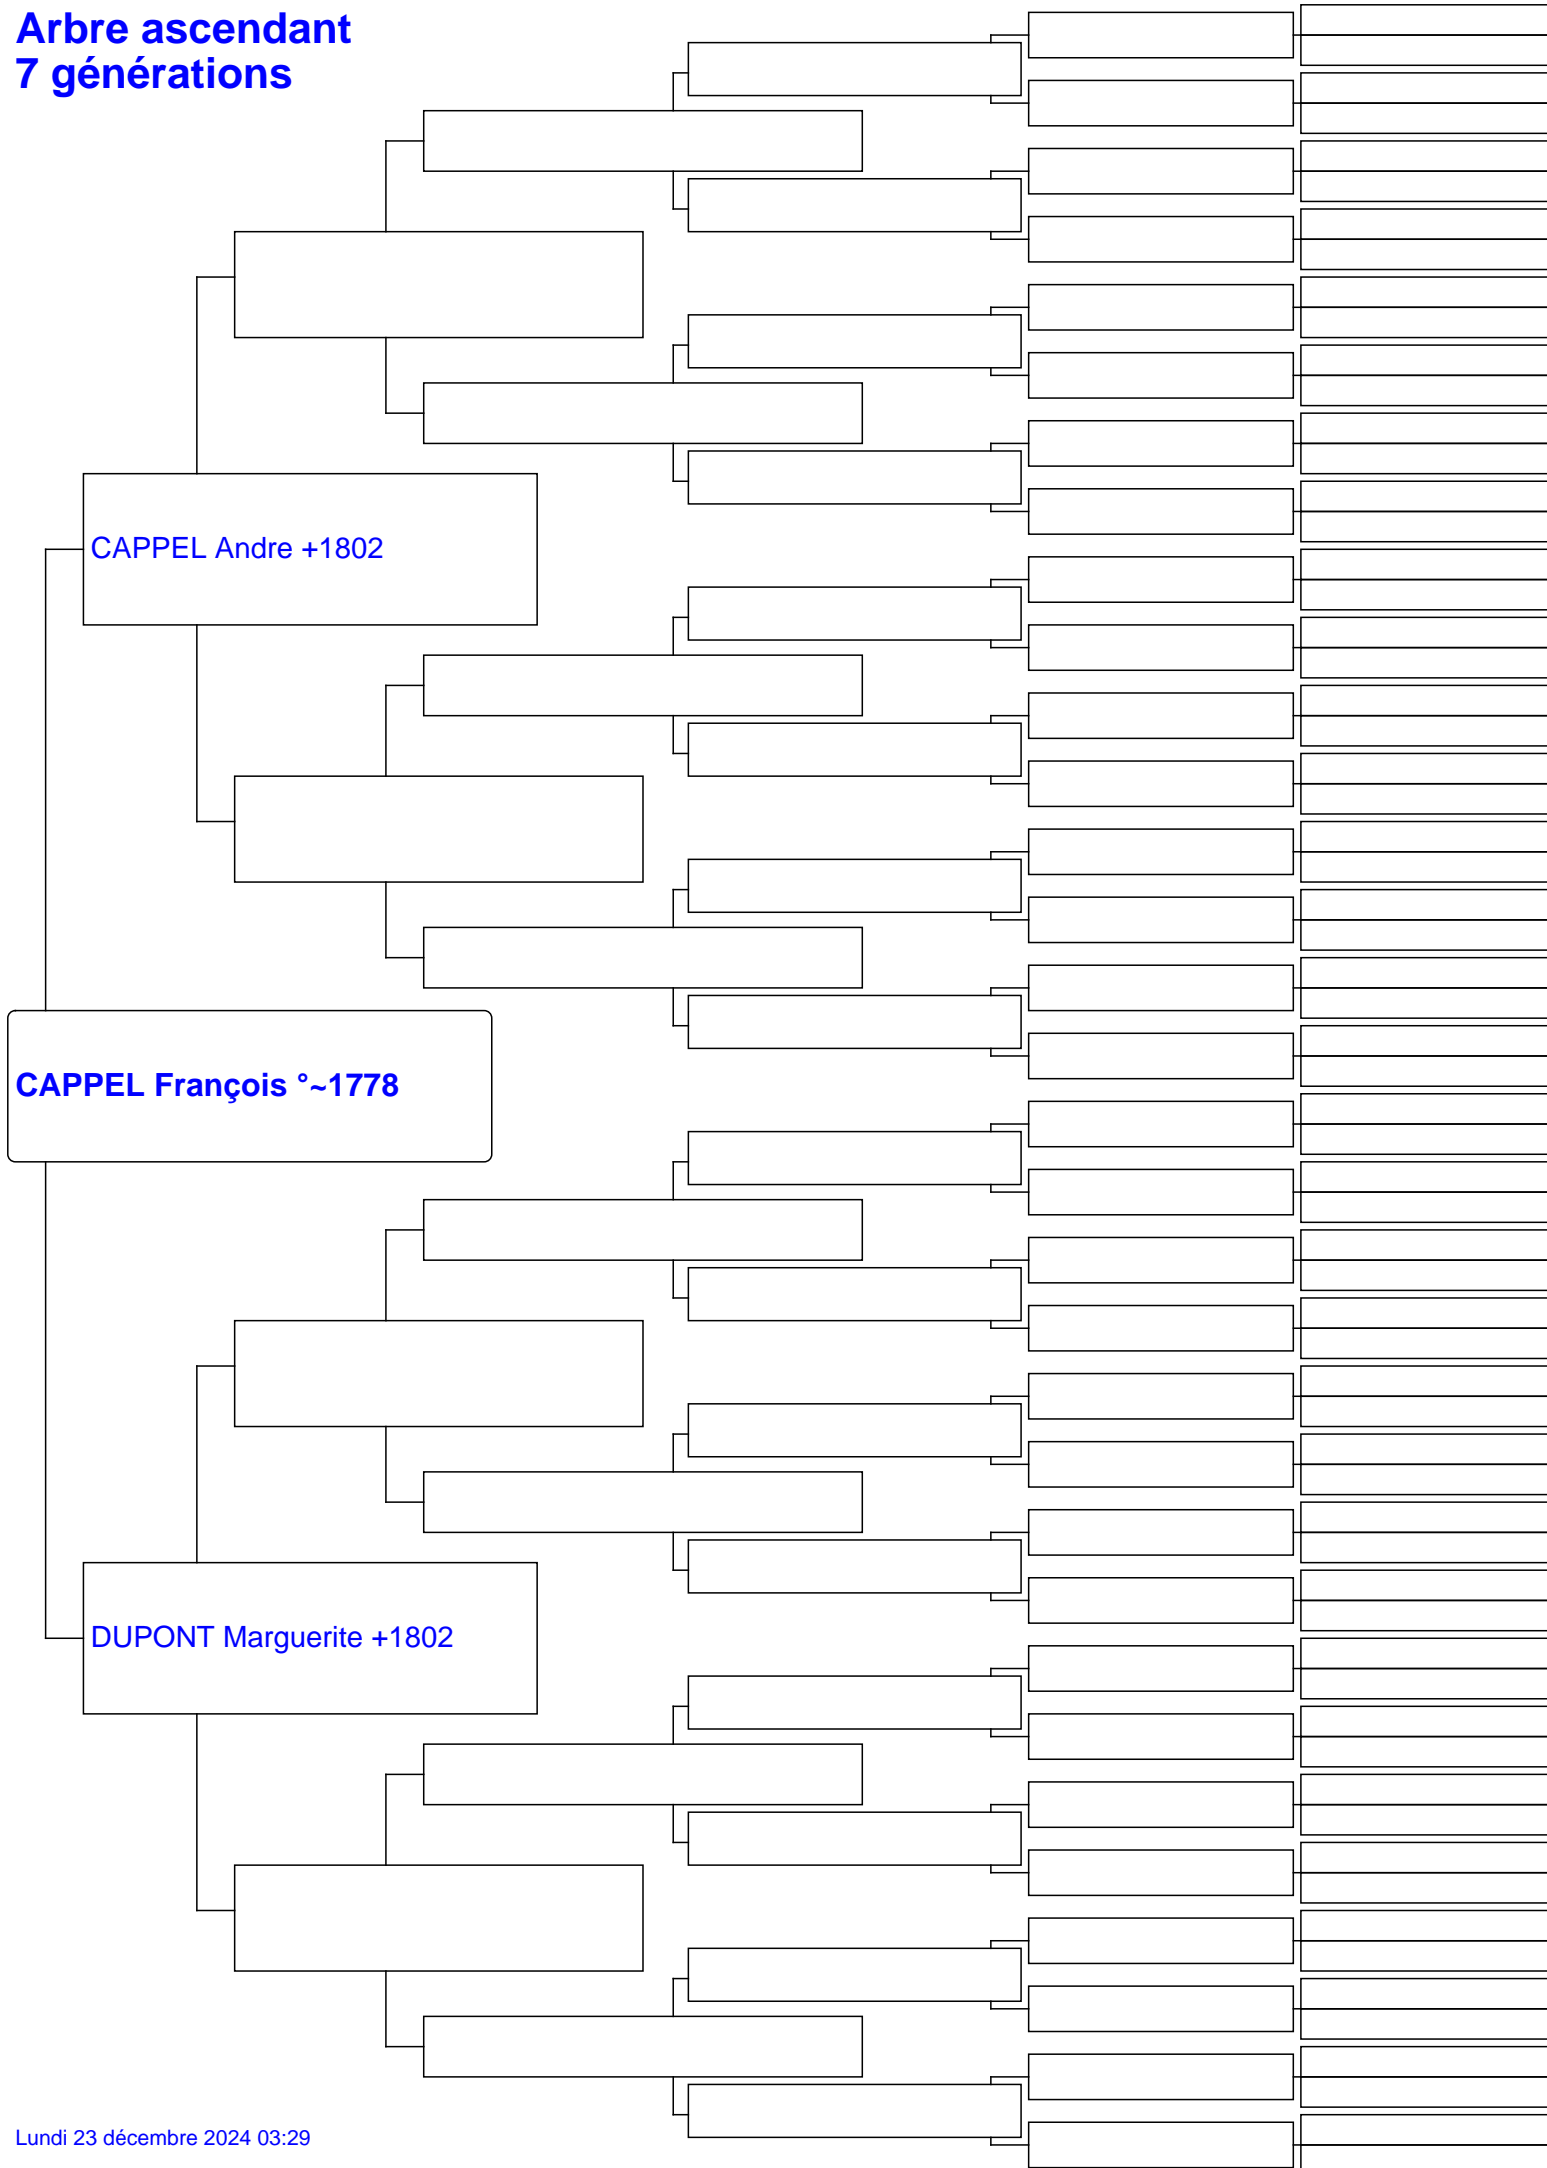 Arbre ascendant
7 générations
CAPPEL Andre +1802
CAPPEL François °~1778
DUPONT Marguerite +1802
Lundi 23 décembre 2024 03:29